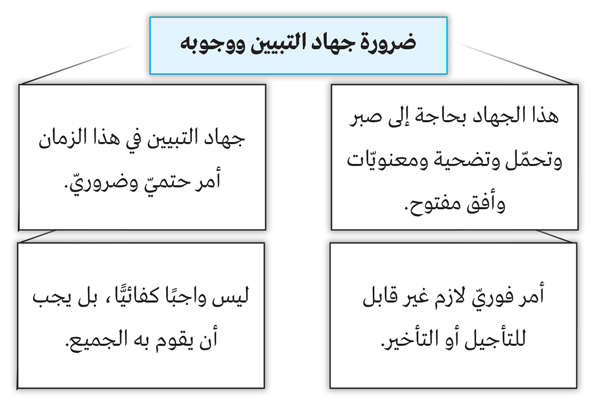 ضرورة جهاد التبيين ووجوبه
هذا الجهاد بحاجة إلى صبر
وتحمّل وتضحية ومعنويّات
وأفق مفتوح.
جهاد التبيين في هذا الزمان
أمر حتميّ وضروريّ.
أمر فوريّ لازم غير قابل
للتأجيل أو التأخير.
ليس واجبًا كفائيًّا، بل يجب
أن يقوم به الجميع.